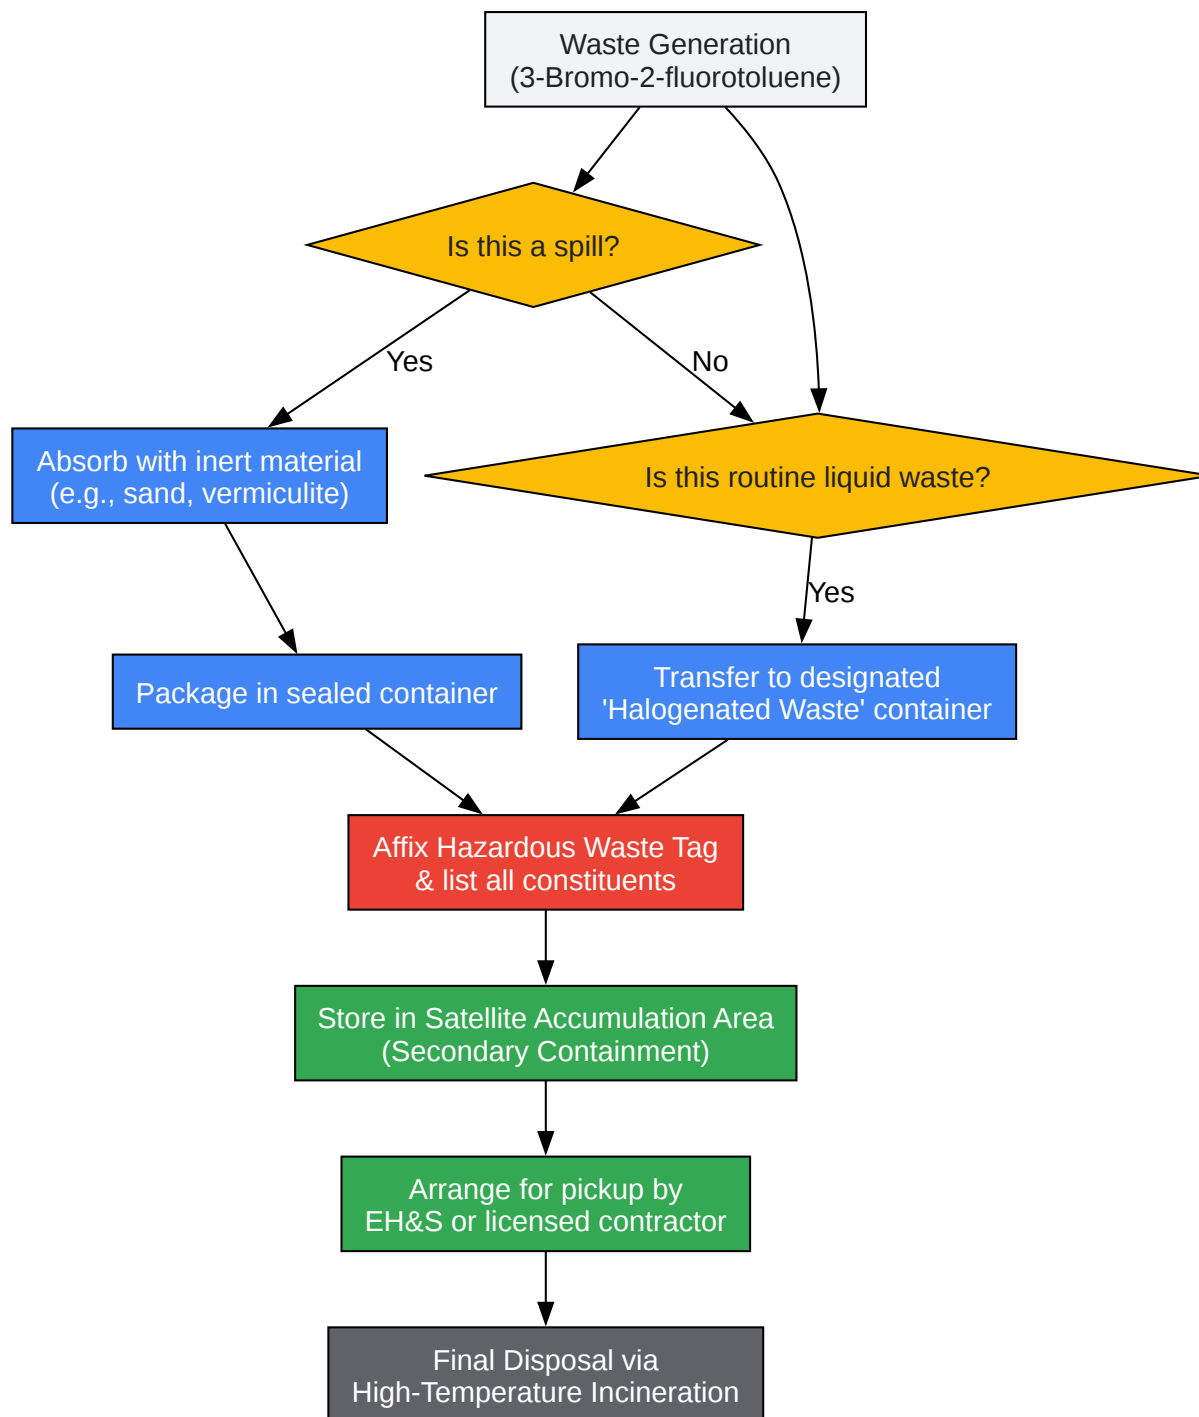 Waste Generation
(3-Bromo-2-fluorotoluene)
Is this a spill?
Yes
No
Absorb with inert material
(e.g., sand, vermiculite)
Is this routine liquid waste?
Yes
Package in sealed container
Transfer to designated
'Halogenated Waste' container
Affix Hazardous Waste Tag
& list all constituents
Store in Satellite Accumulation Area
(Secondary Containment)
Arrange for pickup by
EH&S or licensed contractor
Final Disposal via
High-Temperature Incineration